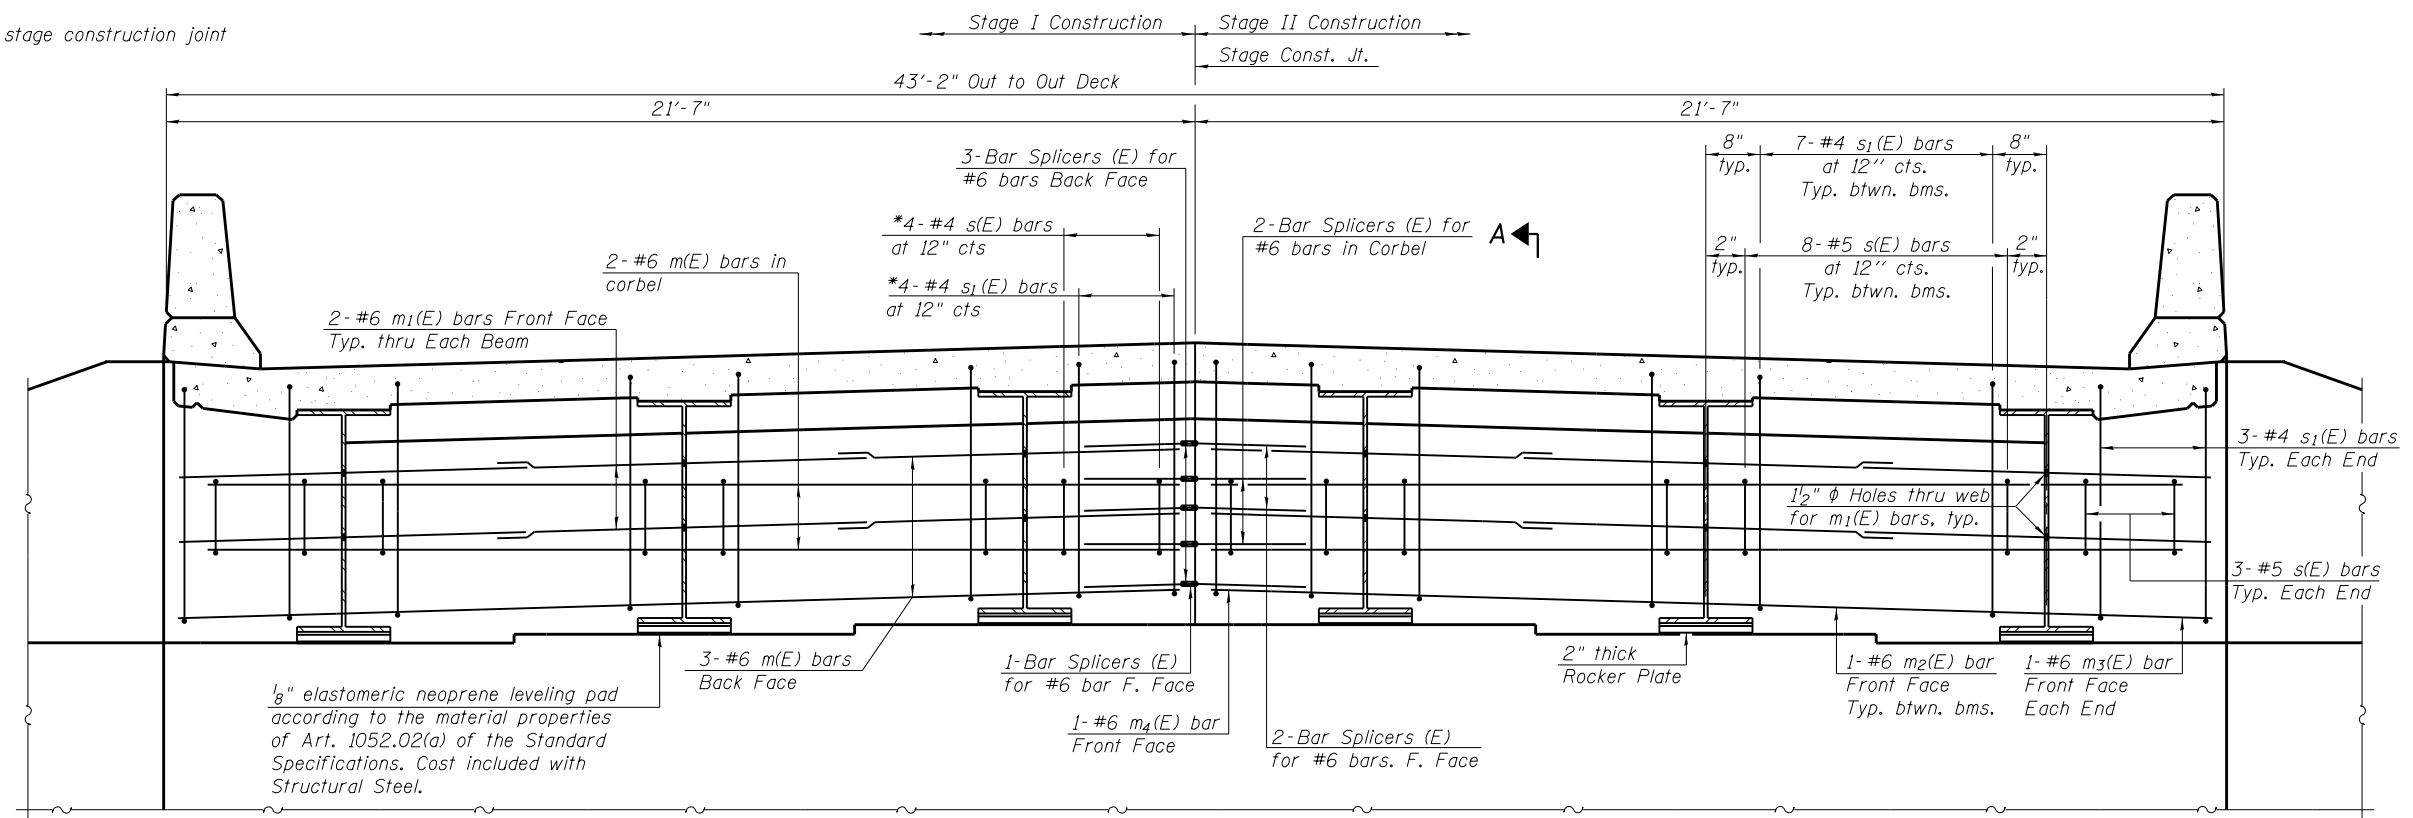 stage construction joint
Stage I Construction
Stage II Construction
Stage Const. Jt.
43'-2" Out to Out Deck
21'-7"
21'-7"
3-Bar Splicers (E) for
#6 bars Back Face
8"
typ.
7-#4 s1(E) bars
at 12" cts.
Typ. btwn. bms.
8"
typ.
*4-#4 s(E) bars
at 12" cts
2-Bar Splicers (E) for
#6 bars in Corbel
A
2"
typ.
8-#5 s(E) bars
at 12" cts.
Typ. btwn. bms.
2"
typ.
2-#6 m(E) bars in
corbel
*4-#4 s1(E) bars
at 12" cts
2-#6 m1(E) bars Front Face
Typ. thru Each Beam
3-#4 s1(E) bars
Typ. Each End
1 1/2" ϕ Holes thru web
for m1(E) bars, typ.
3-#5 s(E) bars
Typ. Each End
1/8" elastomeric neoprene leveling pad
according to the material properties
of Art. 1052.02(a) of the Standard
Specifications. Cost included with
Structural Steel.
3-#6 m(E) bars
Back Face
1-Bar Splicers (E)
for #6 bar F. Face
1-#6 m4(E) bar
Front Face
2-Bar Splicers (E)
for #6 bars. F. Face
2" thick
Rocker Plate
1-#6 m2(E) bar
Front Face
Typ. btwn. bms.
1-#6 m3(E) bar
Front Face
Each End